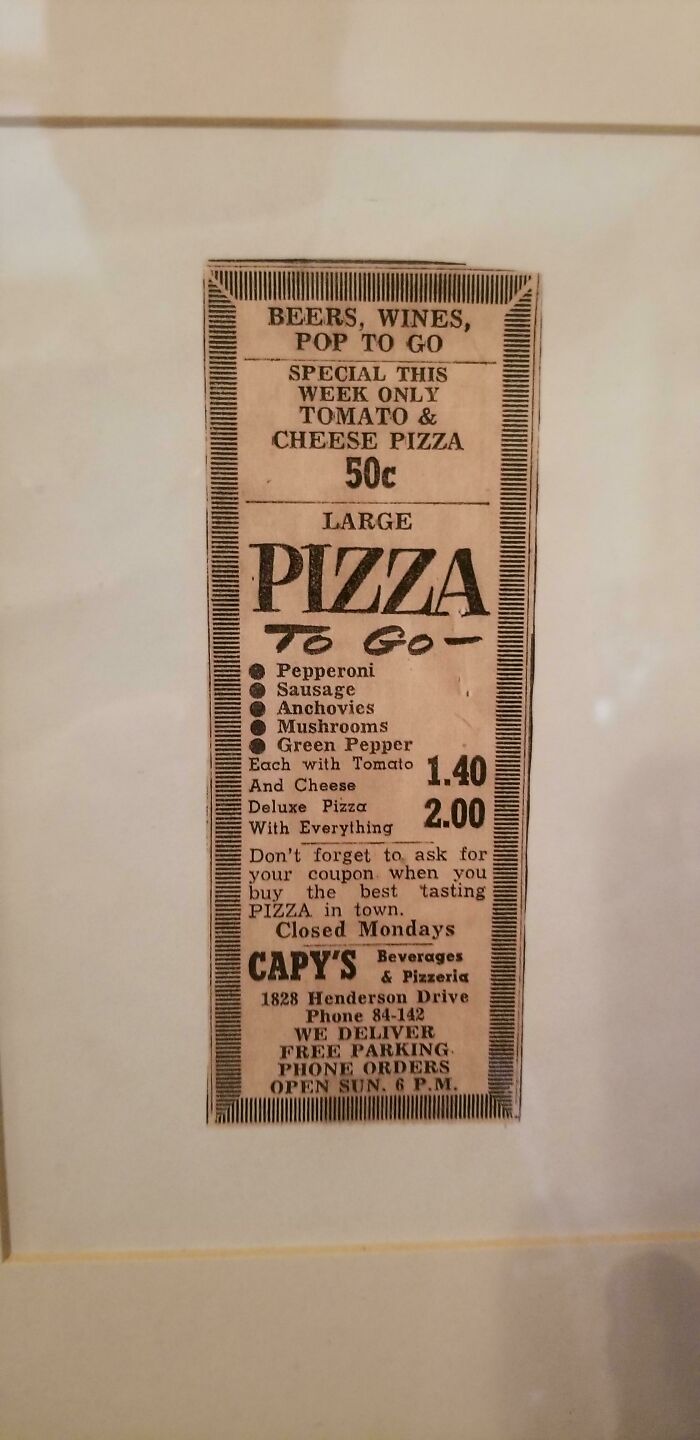 BEERS, WINES,
POP TO GO
SPECIAL THIS
WEEK ONLY
TOMATO &
CHEESE PIZZA
50c
LARGE
PIZZA
TO GO—
● Pepperoni
● Sausage
● Anchovies
● Mushrooms
● Green Pepper
Each with Tomato
And Cheese 1.40
Deluxe Pizza
With Everything 2.00
Don't forget to ask for
your coupon when you
buy the best tasting
PIZZA in town.
Closed Mondays
CAPY'S Beverages
& Pizzeria
1828 Henderson Drive
Phone 84-142
WE DELIVER
FREE PARKING
PHONE ORDERS
OPEN SUN. 6 P.M.